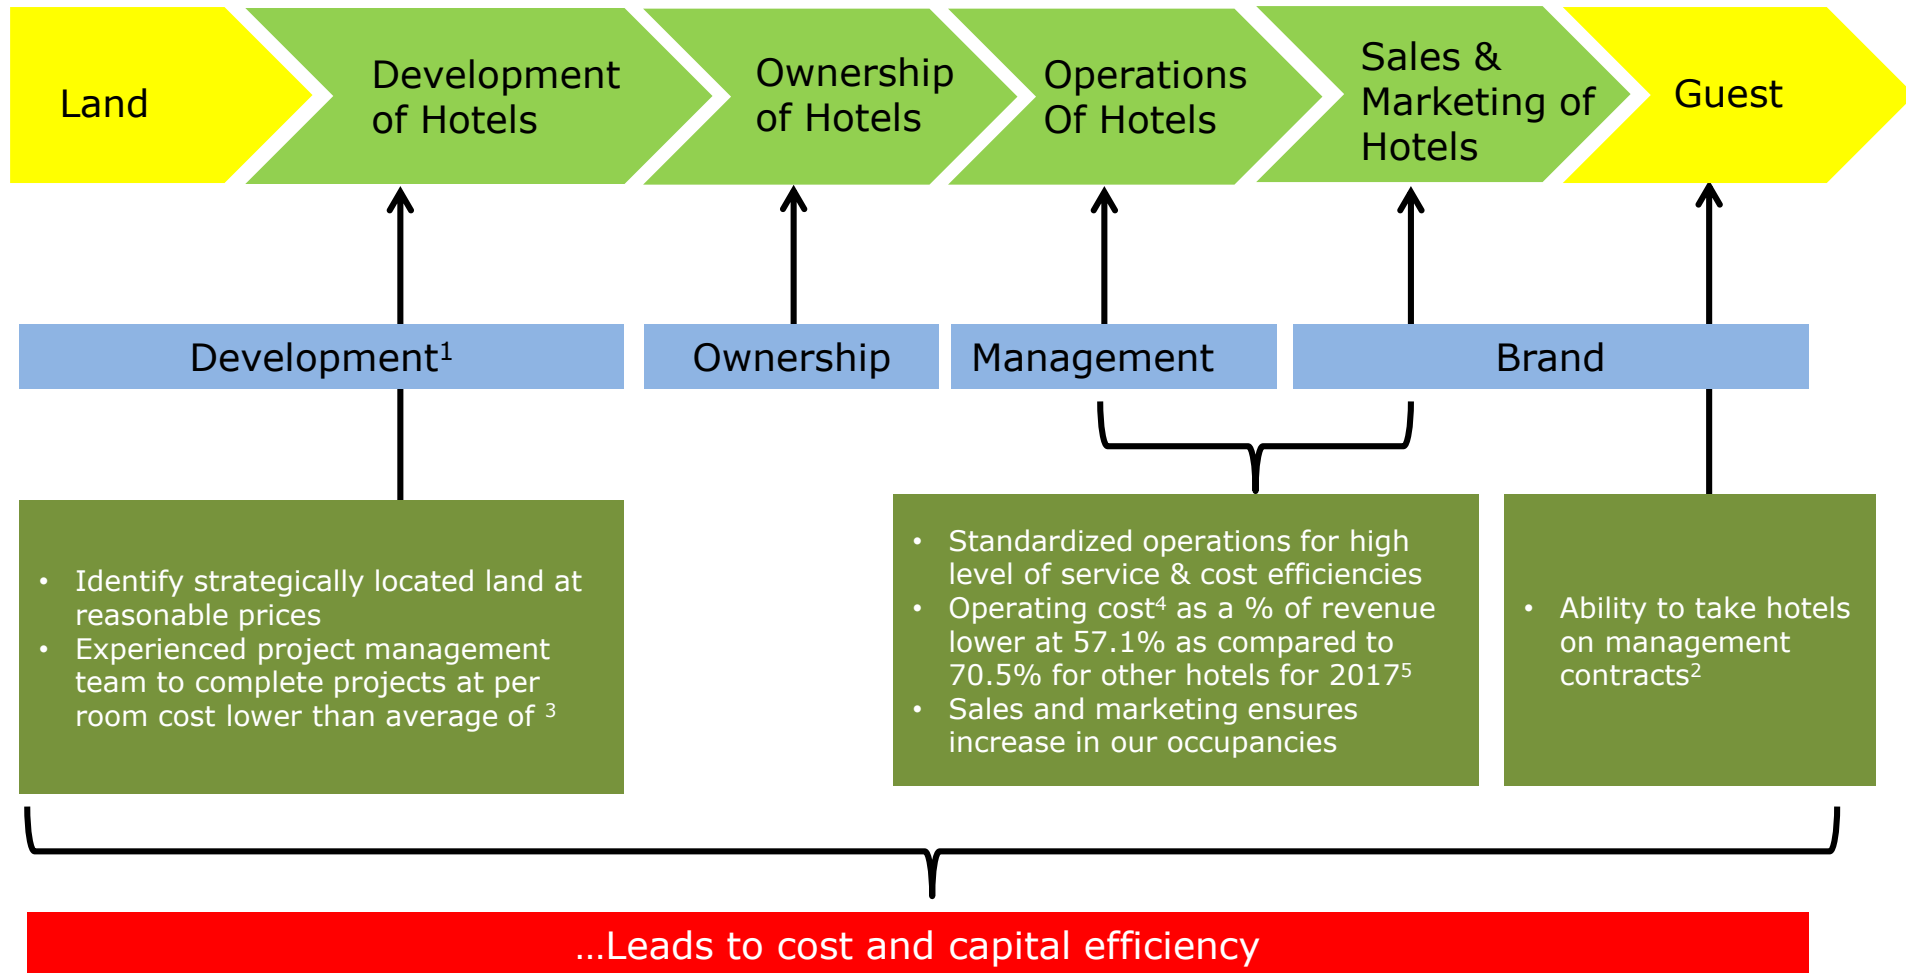 Land
Development
of Hotels
Ownership
of Hotels
Operations
Of Hotels
Sales &
Marketing of
Hotels
Guest
Development¹
Ownership
Management
Brand
• Identify strategically located land at
reasonable prices
• Experienced project management
team to complete projects at per
room cost lower than average of ³
• Standardized operations for high
level of service & cost efficiencies
• Operating cost⁴ as a % of revenue
lower at 57.1% as compared to
70.5% for other hotels for 2017⁵
• Sales and marketing ensures
increase in our occupancies
• Ability to take hotels
on management
contracts²
…Leads to cost and capital efficiency